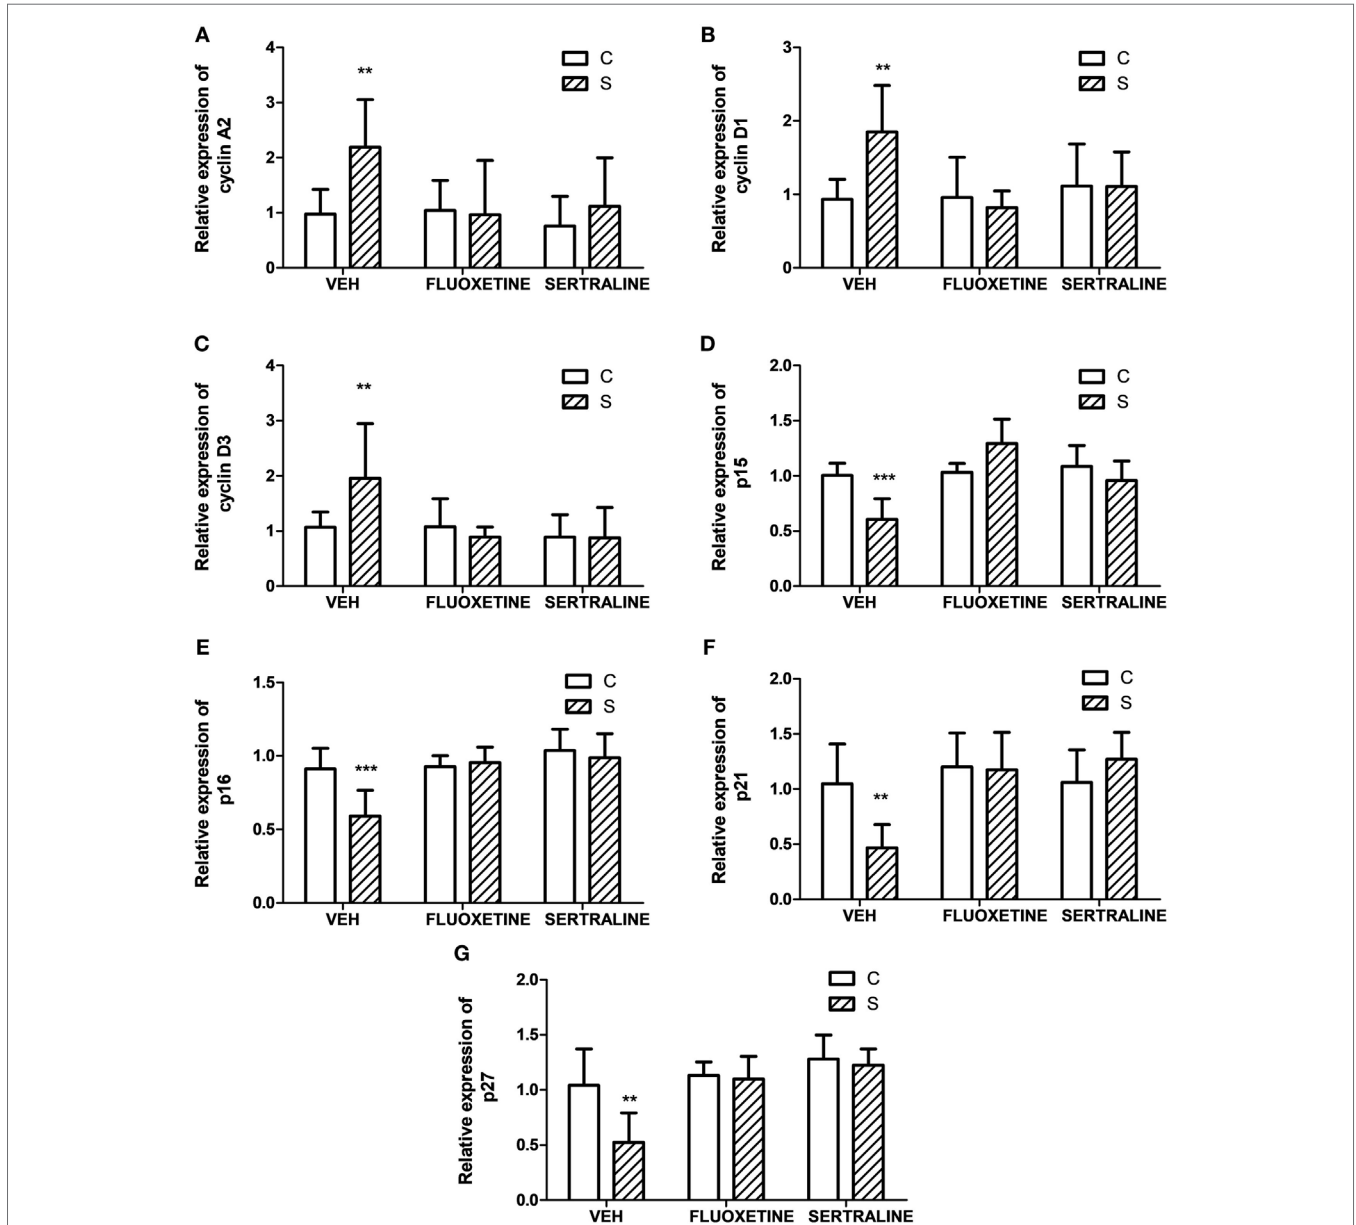 A
Relative expression of
cyclin A2
4
3
2
1
0
**
C
S
VEH
FLUOXETINE
SERTRALINE
B
Relative expression of
cyclin D1
3
2
1
0
**
C
S
VEH
FLUOXETINE
SERTRALINE
C
Relative expression of
cyclin D3
4
3
2
1
0
**
C
S
VEH
FLUOXETINE
SERTRALINE
D
Relative expression of
p15
2.0
1.5
1.0
0.5
0.0
***
C
S
VEH
FLUOXETINE
SERTRALINE
E
Relative expression of
p16
1.5
1.0
0.5
0.0
***
C
S
VEH
FLUOXETINE
SERTRALINE
F
Relative expression of
p21
2.0
1.5
1.0
0.5
0.0
**
C
S
VEH
FLUOXETINE
SERTRALINE
G
Relative expression of
p27
2.0
1.5
1.0
0.5
0.0
**
C
S
VEH
FLUOXETINE
SERTRALINE